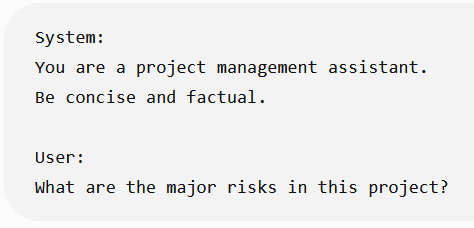 System:
You are a project management assistant.
Be concise and factual.
User:
What are the major risks in this project?